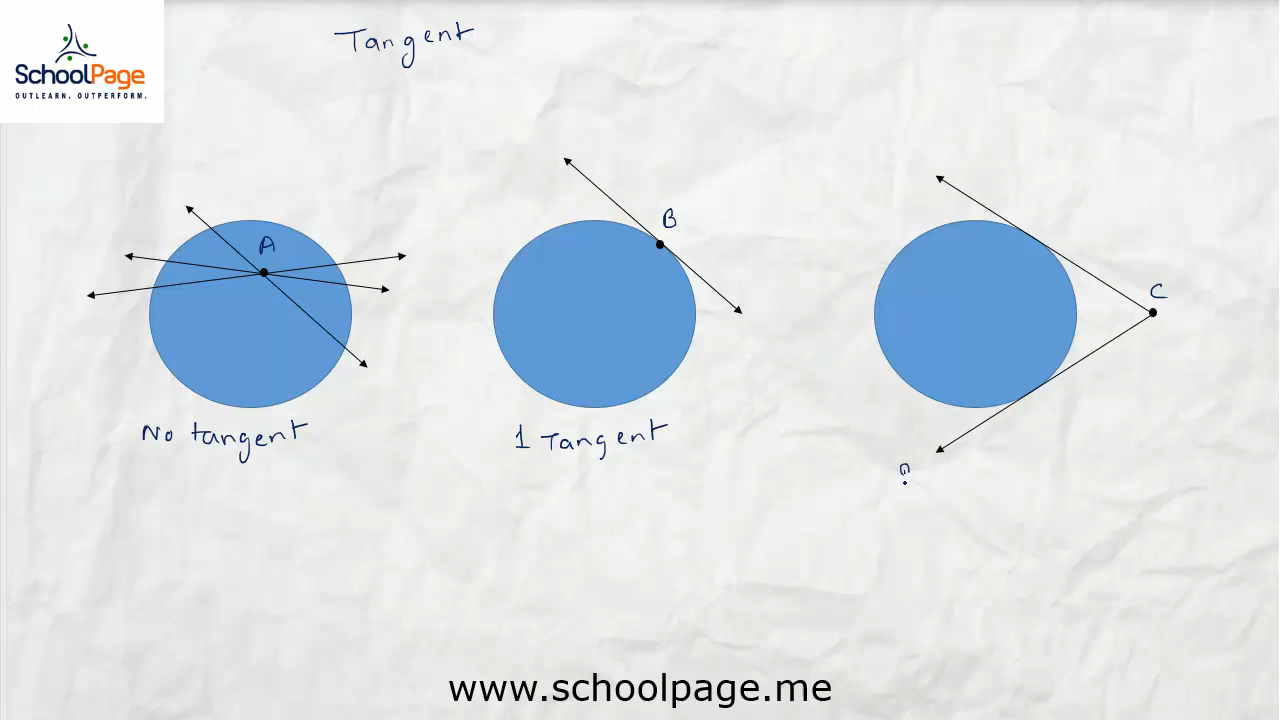 SchoolPage
OUTLEARN. OUTPERFORM.
Tangent
A
B
C
No tangent
1 Tangent
www.schoolpage.me